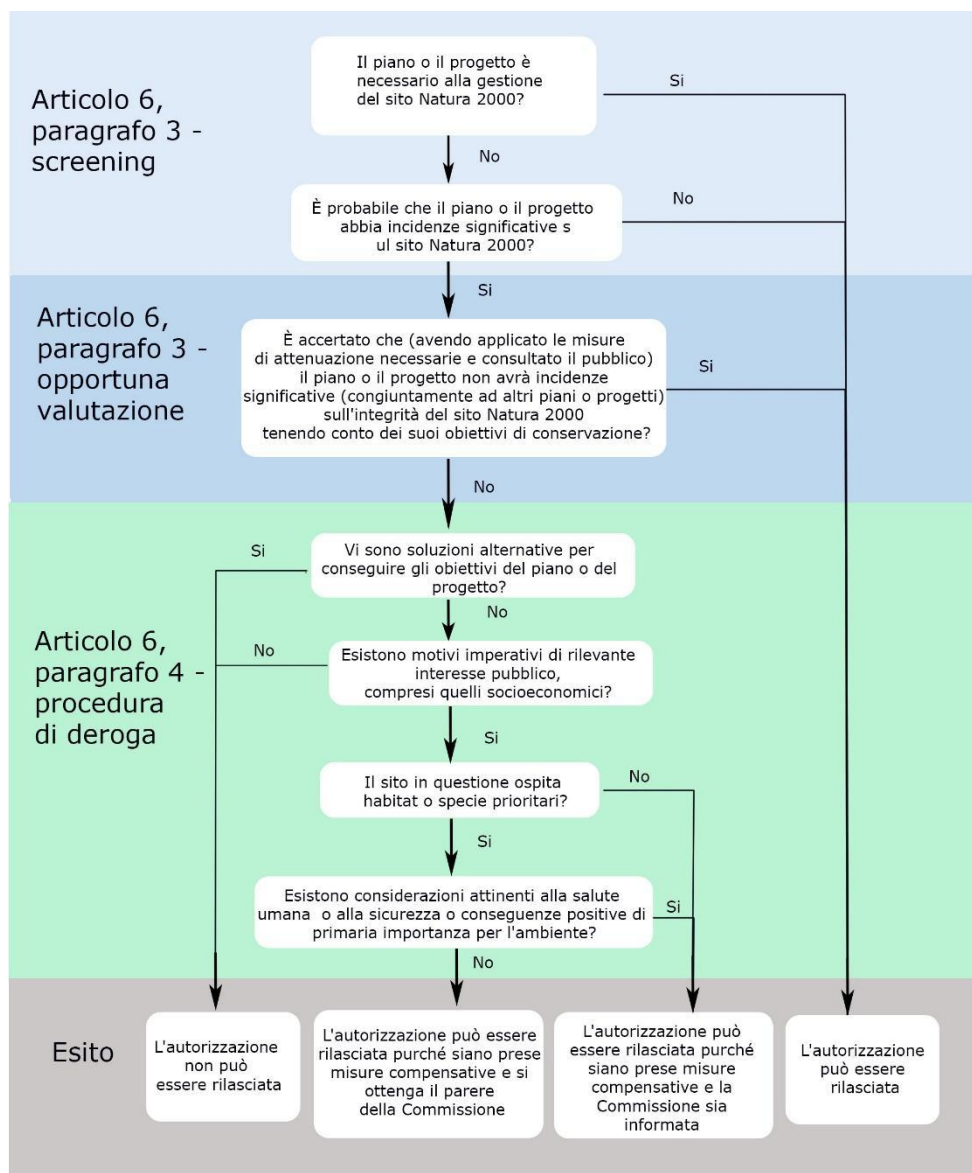 Articolo 6,
paragrafo 3 -
screening
Il piano o il progetto è
necessario alla gestione
del sito Natura 2000?
Si
No
È probabile che il piano o il progetto
abbia incidenze significative s
ul sito Natura 2000?
No
Si
Articolo 6,
paragrafo 3 -
opportuna
valutazione
È accertato che (avendo applicato le misure
di attenuazione necessarie e consultato il pubblico)
il piano o il progetto non avrà incidenze
significative (congiuntamente ad altri piani o progetti)
sull'integrità del sito Natura 2000
tenendo conto dei suoi obiettivi di conservazione?
Si
No
Articolo 6,
paragrafo 4 -
procedura
di deroga
Vi sono soluzioni alternative per
conseguire gli obiettivi del piano o del
progetto?
Si
No
Esistono motivi imperativi di rilevante
interesse pubblico,
compresi quelli socioeconomici?
No
Si
Il sito in questione ospita
habitat o specie prioritari?
No
Si
Esistono considerazioni attinenti alla salute
umana o alla sicurezza o conseguenze positive di
primaria importanza per l'ambiente?
Si
No
Esito
L'autorizzazione
non può
essere rilasciata
L'autorizzazione può essere
rilasciata purché siano prese
misure compensative e si
ottenga il parere
della Commissione
L'autorizzazione può
essere rilasciata purché
siano prese misure
compensative e la
Commissione sia
informata
L'autorizzazione
può essere
rilasciata